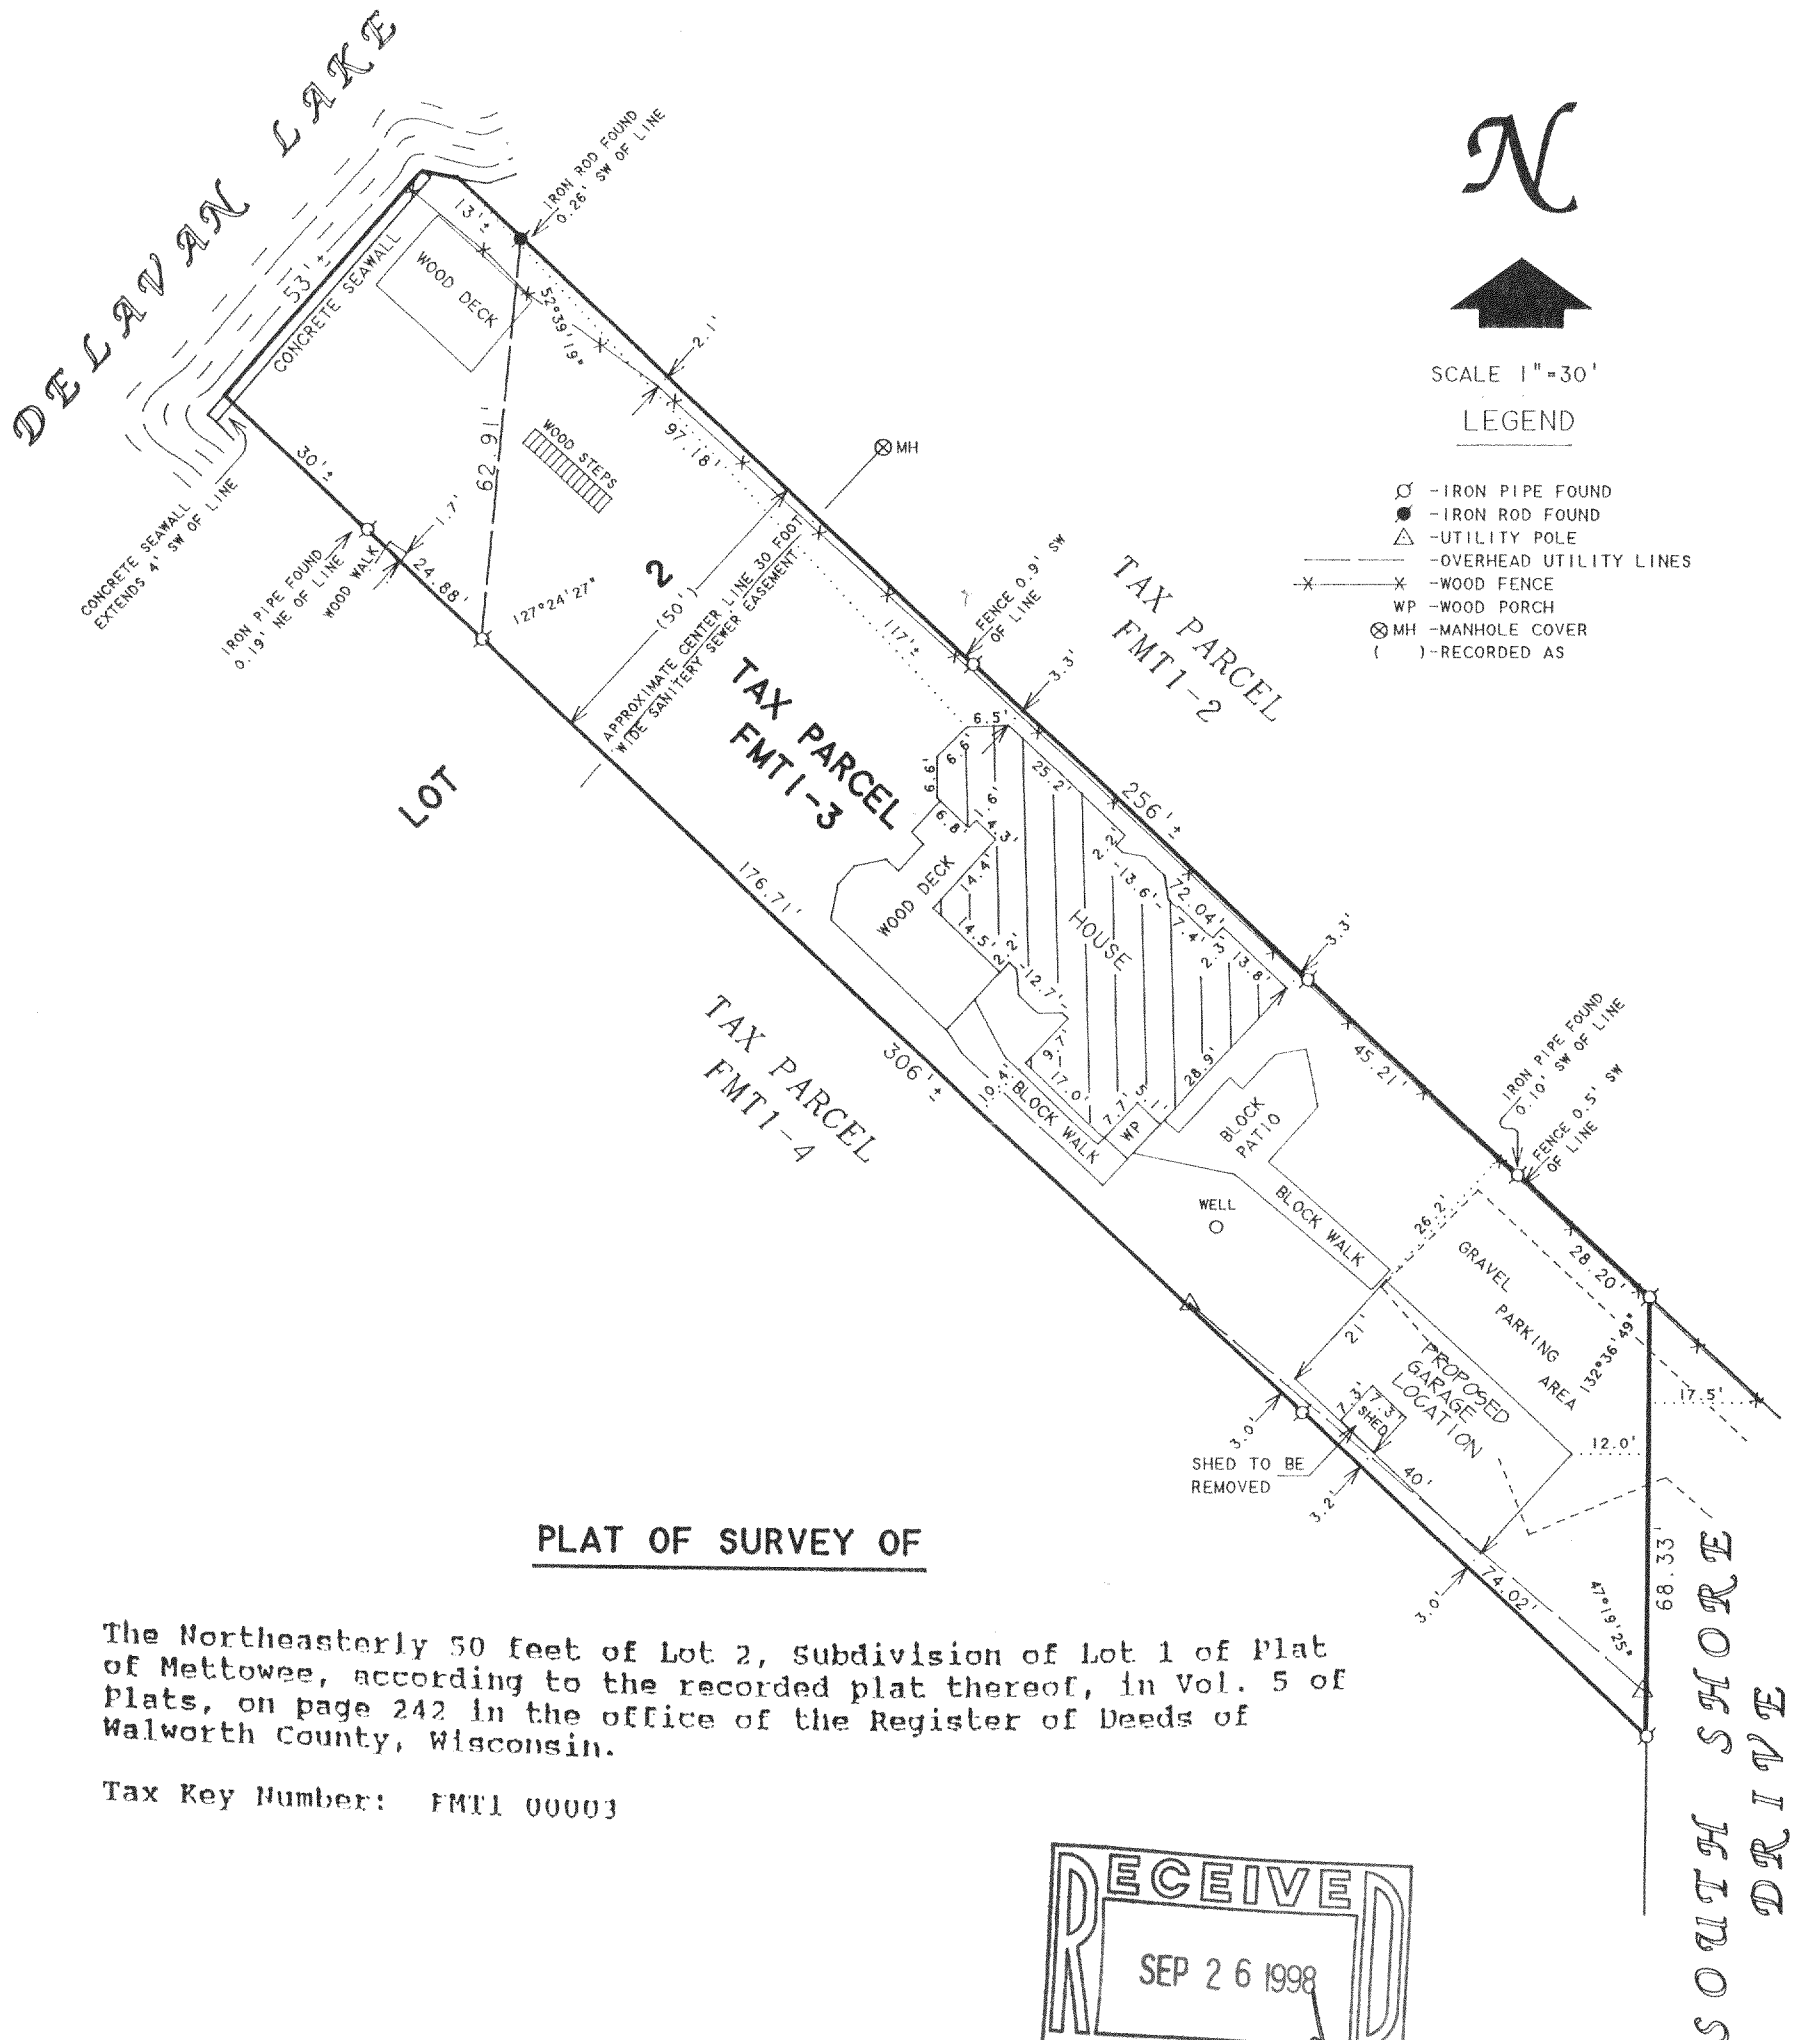 DELAVAN LAKE
N
SCALE 1"=30'
LEGEND
-IRON PIPE FOUND
-IRON ROD FOUND
-UTILITY POLE
-OVERHEAD UTILITY LINES
X X -WOOD FENCE
WP -WOOD PORCH
MH -MANHOLE COVER
( )-RECORDED AS
IRON ROD FOUND
0.26' SW OF LINE
13'±
53'±
CONCRETE SEAWALL
WOOD DECK
52°39'19"
2.1'
97.18'
62.91'
WOOD STEPS
MH
30'±
CONCRETE SEAWALL
EXTENDS 4' SW OF LINE
1.7'
IRON PIPE FOUND
0.19' NE OF LINE
WOOD WALK
24.88'
127°24'27"
2
(50')
APPROXIMATE CENTER LINE 30 FOOT
WIDE SANITERY SEWER EASEMENT
117'±
FENCE 0.9' SW
OF LINE
TAX PARCEL
FMT1-2
3.3'
TAX PARCEL
FMT1-3
LOT
6.5'
6.6'
6.6'
25.2'
256'±
1.6'
4.3'
6.8'
2.2'
13.6'
72.04'
WOOD DECK
14.4'
14.5'
2.2'
12.7'
HOUSE
7.4'
2.3'
13.8'
3.3'
176.71'
TAX PARCEL
FMT1-4
306'±
9.7'
17.0'
10.4'
BLOCK WALK
7.7'
5.1'
WP
28.9'
BLOCK
PATIO
45.21'
IRON PIPE FOUND
0.10' SW OF LINE
FENCE 0.5' SW
OF LINE
WELL
BLOCK WALK
26.2'
GRAVEL
PARKING
AREA
28.20'
132°36'49"
17.5'
21'
PROPOSED
GARAGE
LOCATION
7.3'
7.3'
SHED
12.0'
3.0'
SHED TO BE
REMOVED
40'
3.2'
3.0'
74.02'
47°19'25"
68.33'
SOUTH SHORE
DRIVE
PLAT OF SURVEY OF
The Northeasterly 50 feet of Lot 2, Subdivision of Lot 1 of Plat
of Mettowee, according to the recorded plat thereof, in Vol. 5 of
Plats, on page 242 in the office of the Register of Deeds of
Walworth County, Wisconsin.
Tax Key Number: FMT1 00003
RECEIVED
SEP 26 1998